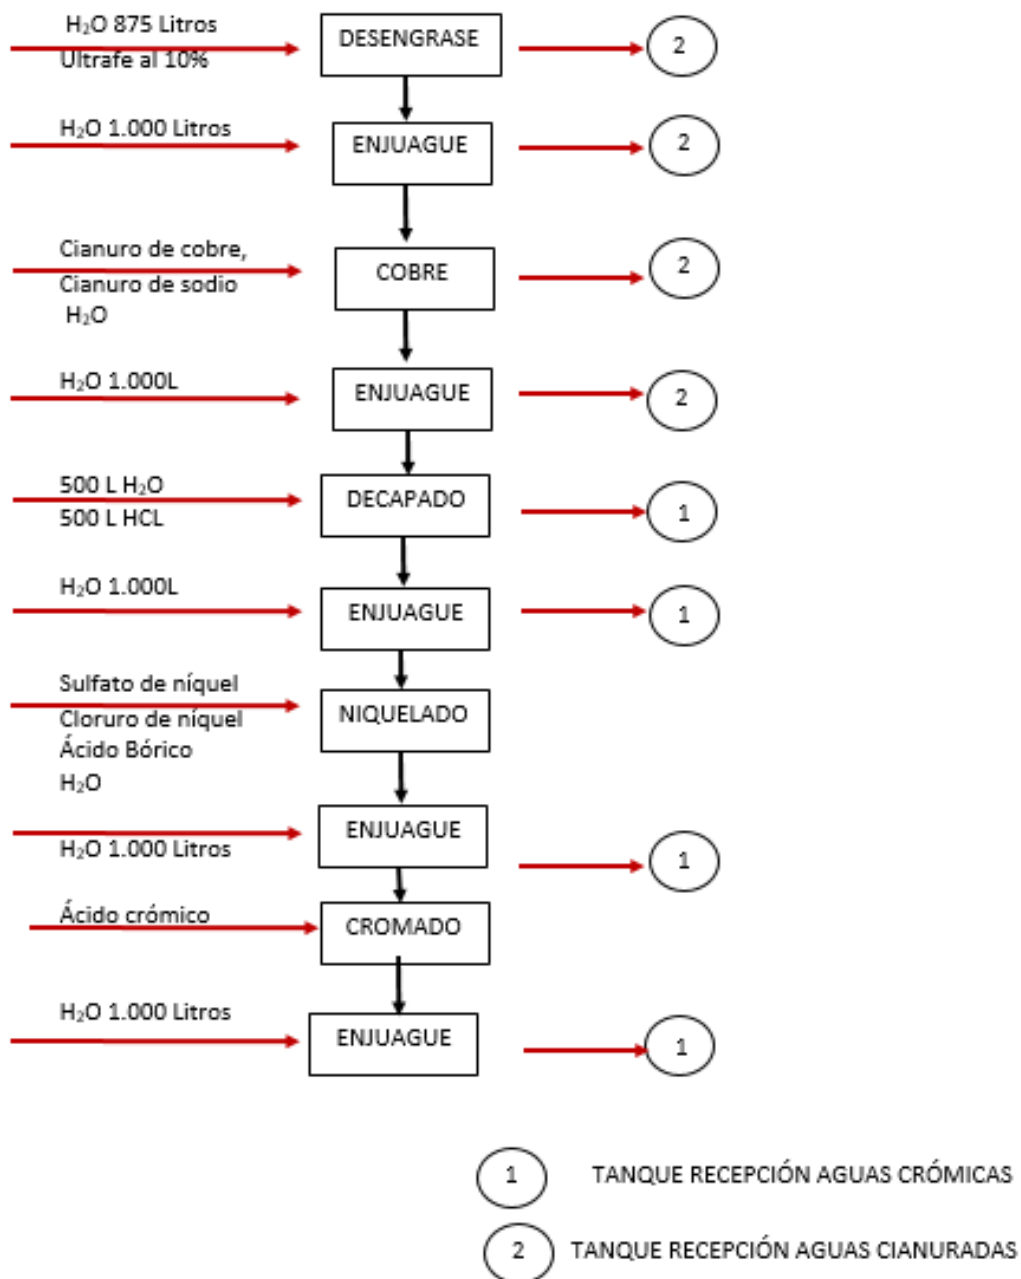 H₂O 875 Litros
Ultrafe al 10%
DESENGRASE
2
H₂O 1.000 Litros
ENJUAGUE
2
Cianuro de cobre,
Cianuro de sodio
H₂O
COBRE
2
H₂O 1.000L
ENJUAGUE
2
500 L H₂O
500 L HCL
DECAPADO
1
H₂O 1.000L
ENJUAGUE
1
Sulfato de níquel
Cloruro de níquel
Ácido Bórico
H₂O
NIQUELADO
H₂O 1.000 Litros
ENJUAGUE
1
Ácido crómico
CROMADO
H₂O 1.000 Litros
ENJUAGUE
1
1 TANQUE RECEPCIÓN AGUAS CRÓMICAS
2 TANQUE RECEPCIÓN AGUAS CIANURADAS